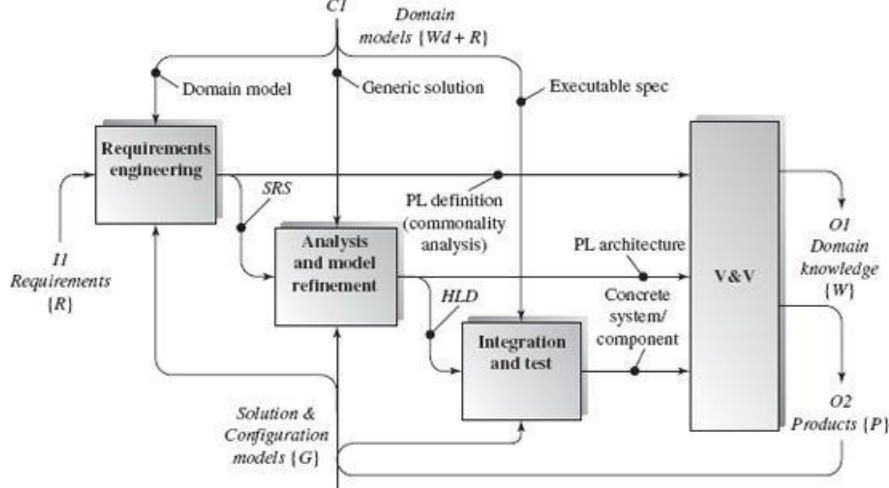 C1
Domain
models {Wd + R}
Domain model
Generic solution
Executable spec
Requirements
engineering
SRS
PL definition
(commonality
analysis)
I1
Requirements
{R}
Analysis
and model
refinement
PL architecture
HLD
Concrete
system/
component
Integration
and test
V&V
O1
Domain
knowledge
{W}
Solution &
Configuration
models {G}
O2
Products {P}